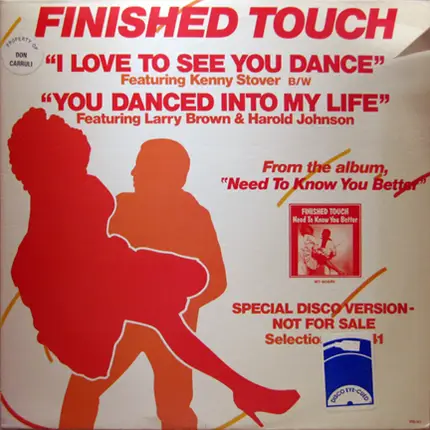 FINISHED TOUCH
PROPERTY OF
DON
CARRULI
"I LOVE TO SEE YOU DANCE"
Featuring Kenny Stover B/W
"YOU DANCED INTO MY LIFE"
Featuring Larry Brown & Harold Johnson
From the album,
"Need To Know You Better"
FINISHED TOUCH
Need To Know You Better
SPECIAL DISCO VERSION-
NOT FOR SALE
DISCO EYE-CUED